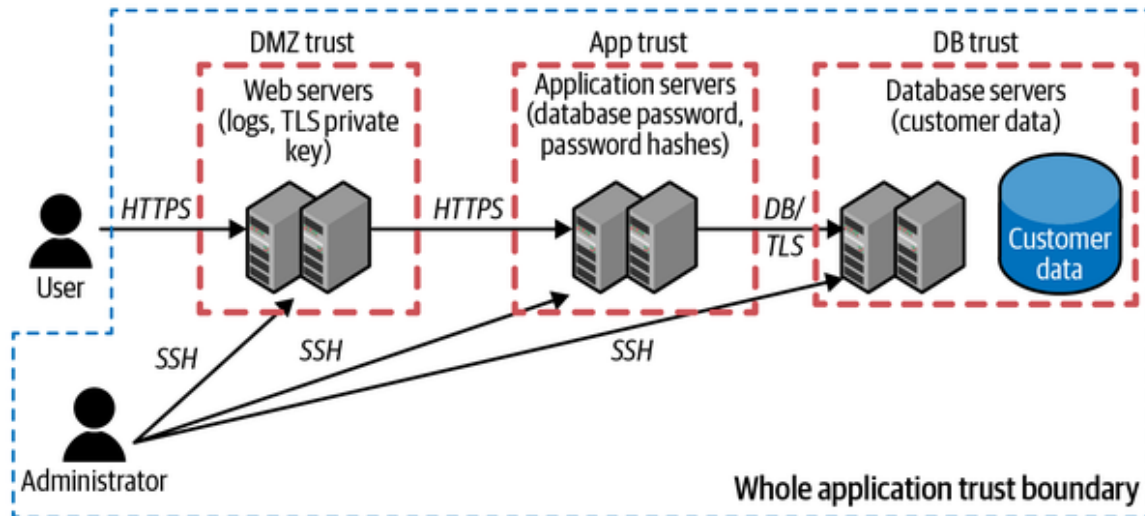 DMZ trust
App trust
DB trust
Web servers
(logs, TLS private
key)
Application servers
(database password,
password hashes)
Database servers
(customer data)
HTTPS
HTTPS
DB/
TLS
Customer
data
User
SSH
SSH
SSH
Administrator
Whole application trust boundary